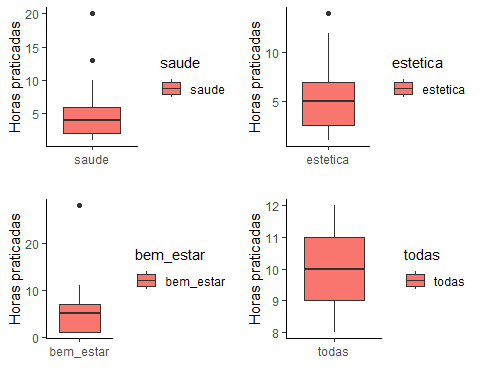 Horas praticadas
20
15
10
5
saude
saude
saude
Horas praticadas
10
5
estetica
estetica
estetica
Horas praticadas
20
10
0
bem_estar
bem_estar
bem_estar
Horas praticadas
12
11
10
9
8
todas
todas
todas